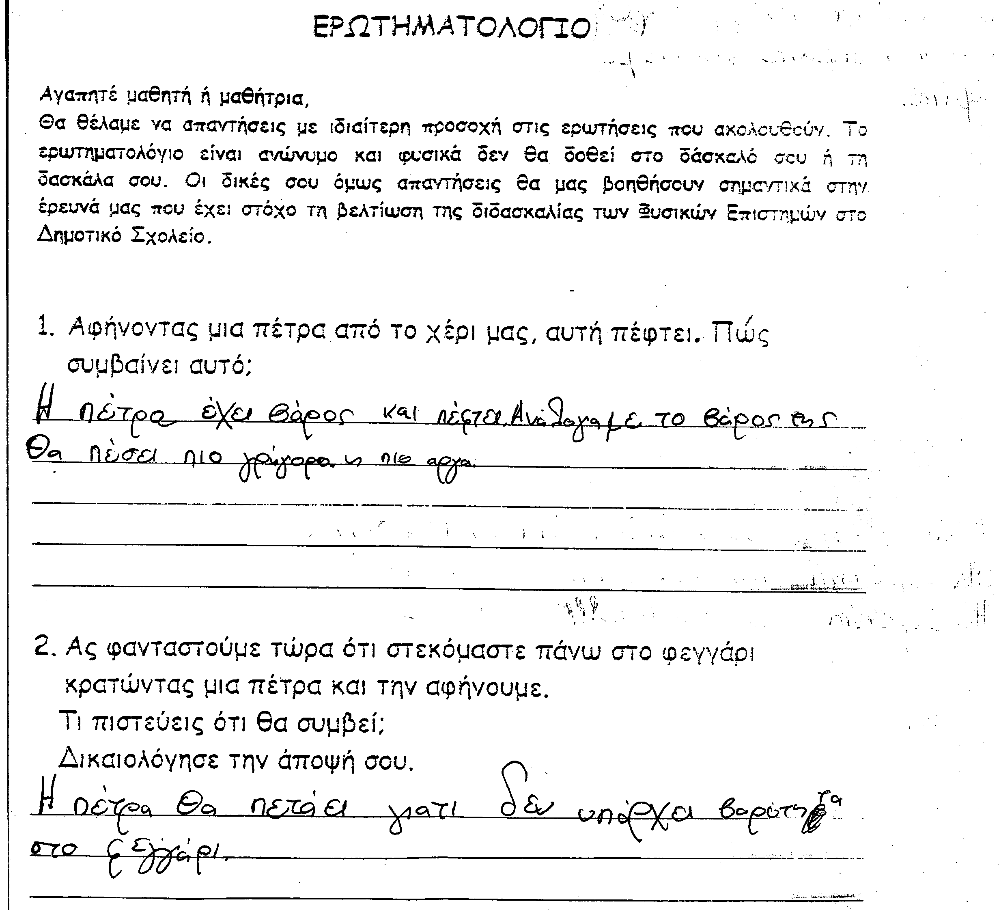 ΕΡΩΤΗΜΑΤΟΛΟΓΙΟ
Αγαπητέ μαθητή ή μαθήτρια,
Θα θέλαμε να απαντήσεις με ιδιαίτερη προσοχή στις ερωτήσεις που ακολουθούν. Το
ερωτηματολόγιο είναι ανώνυμο και φυσικά δεν θα δοθεί στο δάσκαλό σου ή τη
δασκάλα σου. Οι δικές σου όμως απαντήσεις θα μας βοηθήσουν σημαντικά στην
έρευνά μας που έχει στόχο τη βελτίωση της διδασκαλίας των Φυσικών Επιστημών στο
Δημοτικό Σχολείο.
1. Αφήνοντας μια πέτρα από το χέρι μας, αυτή πέφτει. Πώς
συμβαίνει αυτό;
Η πέτρα έχει βάρος και πέφτει. Ανάλογα με το βάρος της
Θα πέσει πιο γρήγορα η πιο αργα.
2. Ας φανταστούμε τώρα ότι στεκόμαστε πάνω στο φεγγάρι
κρατώντας μια πέτρα και την αφήνουμε.
Τι πιστεύεις ότι θα συμβεί;
Δικαιολόγησε την άποψή σου.
Η πέτρα θα πετάει γιατι δεν υπάρχει βαρύτητα
στο φεγγάρι.